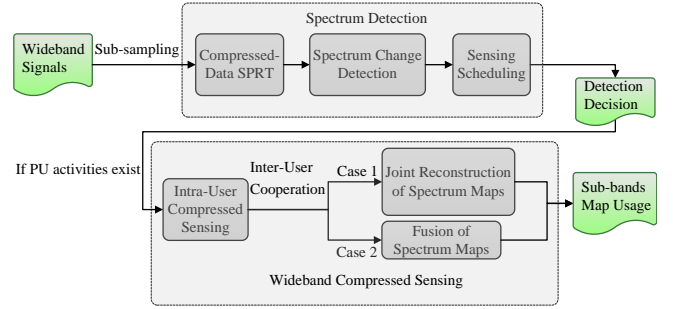 Spectrum Detection
Wideband
Signals
Sub-sampling
Compressed-
Data SPRT
Spectrum Change
Detection
Sensing
Scheduling
Detection
Decision
If PU activities exist
Intra-User
Compressed
Sensing
Inter-User
Cooperation
Case 1
Joint Reconstruction
of Spectrum Maps
Case 2
Fusion of
Spectrum Maps
Sub-bands
Map Usage
Wideband Compressed Sensing